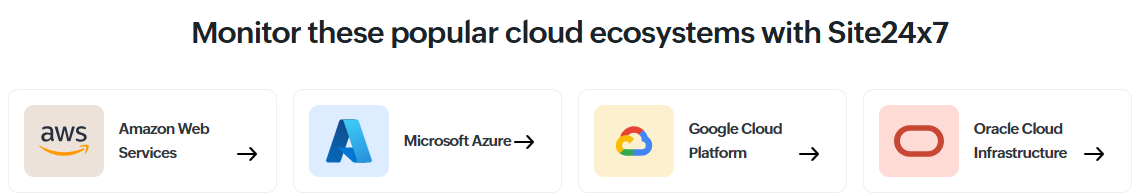 Monitor these popular cloud ecosystems with Site24x7
aws
Amazon Web
Services
Microsoft Azure
Google Cloud
Platform
Oracle Cloud
Infrastructure